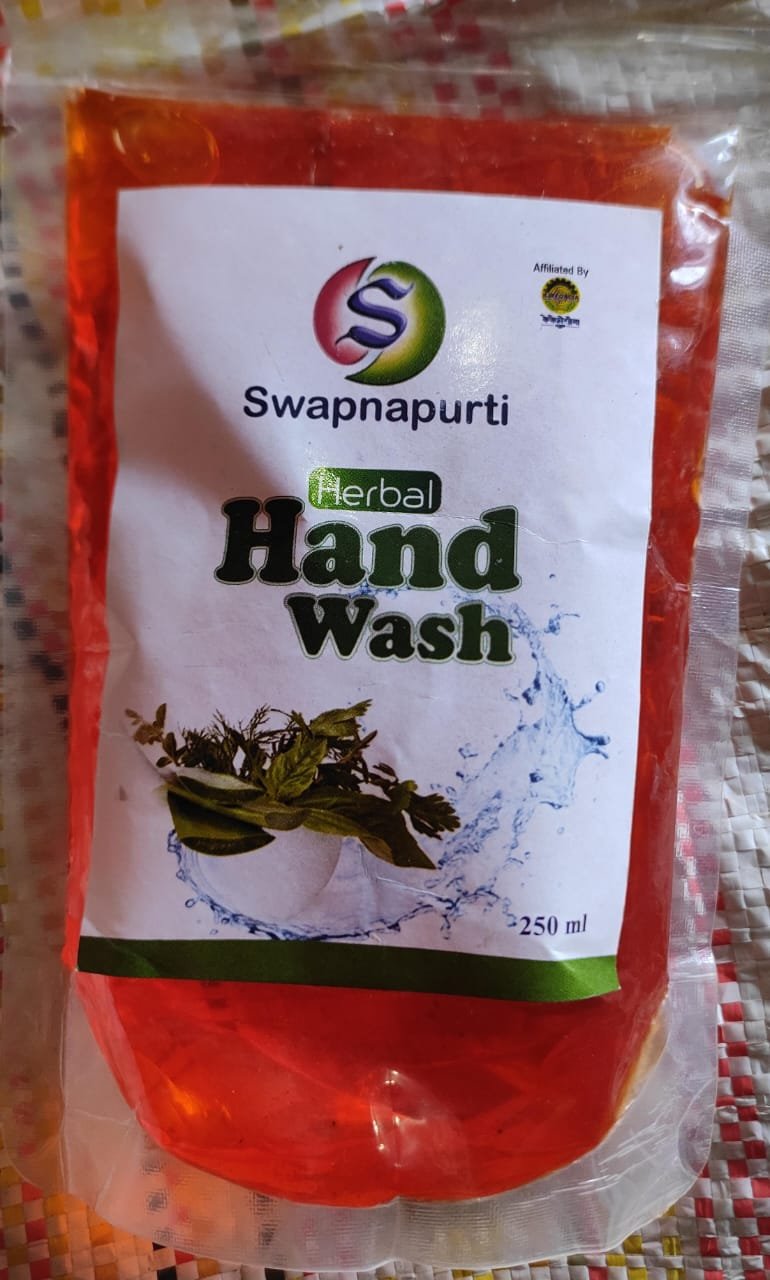 S
Swapnapurti
Affiliated By
Herbal
Hand
Wash
250 ml